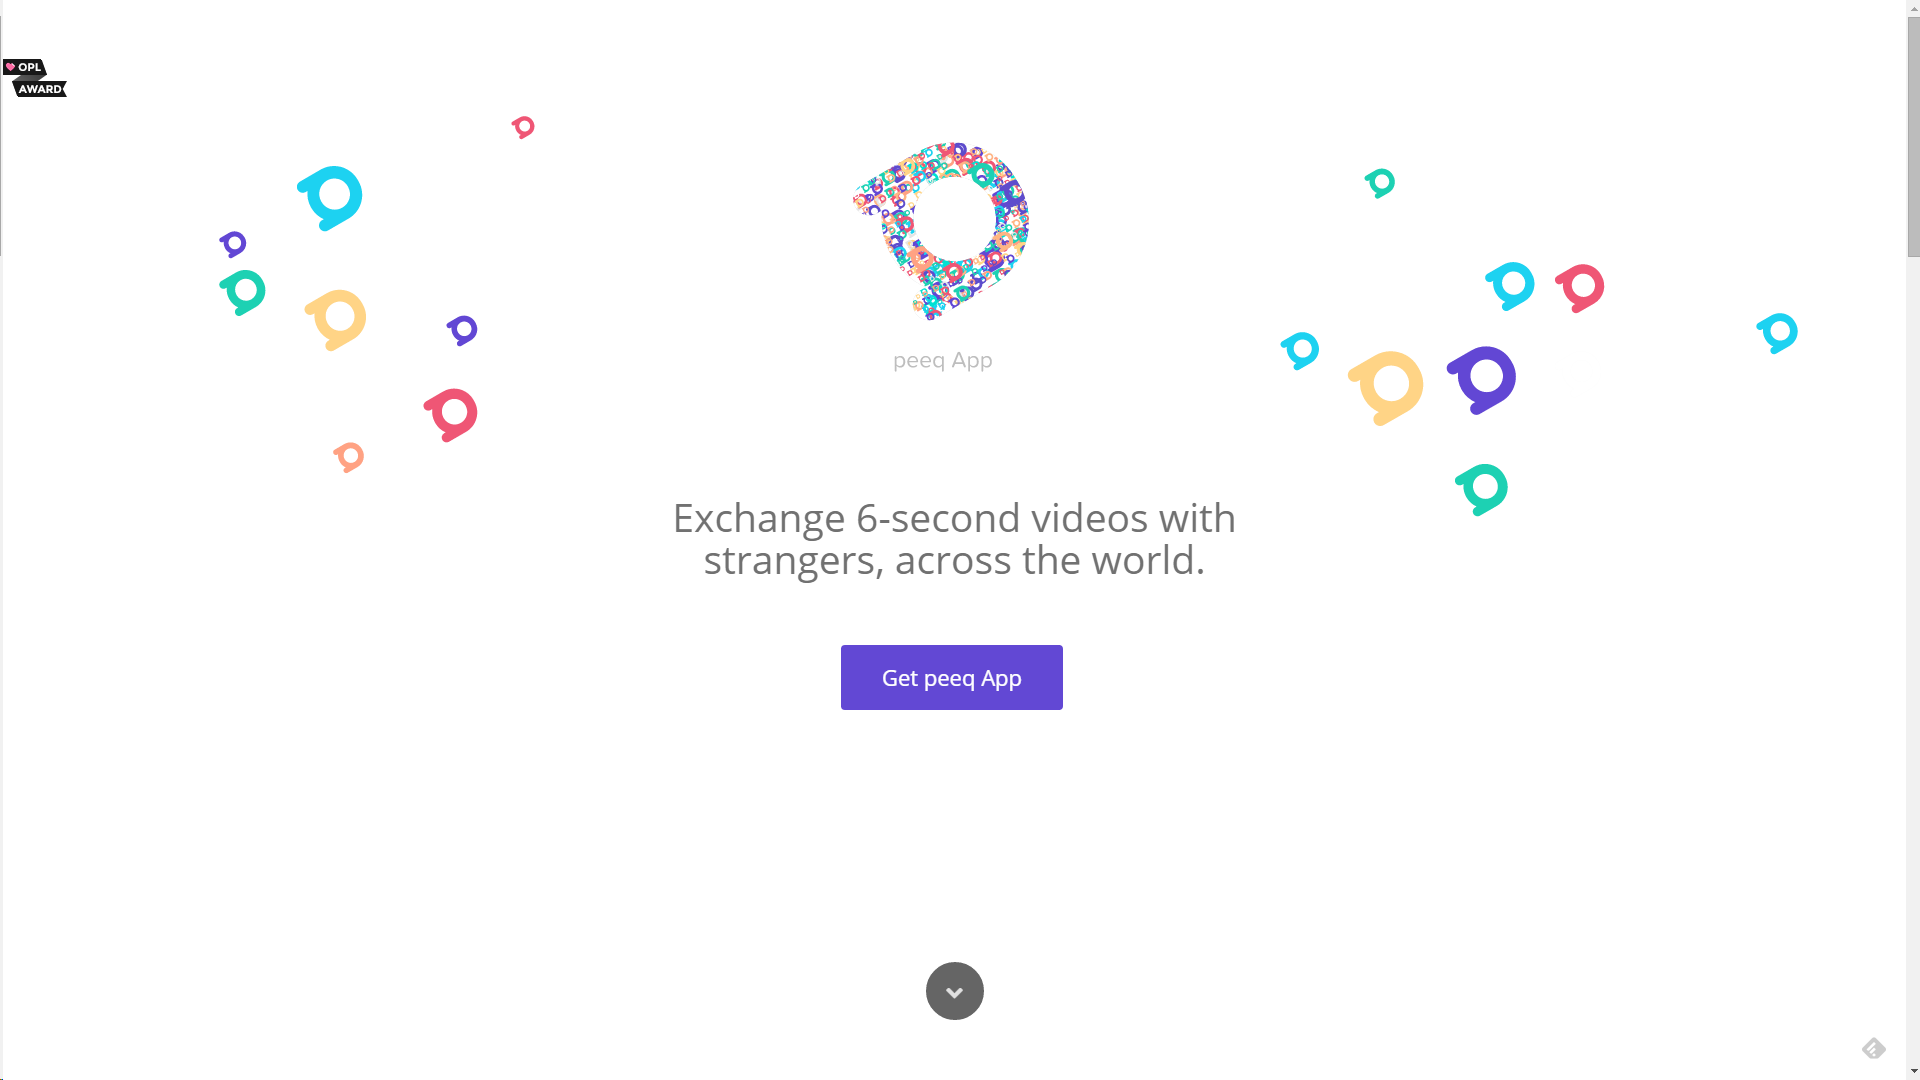 OPL
AWARD
peeq App
Exchange 6-second videos with
strangers, across the world.
Get peeq App